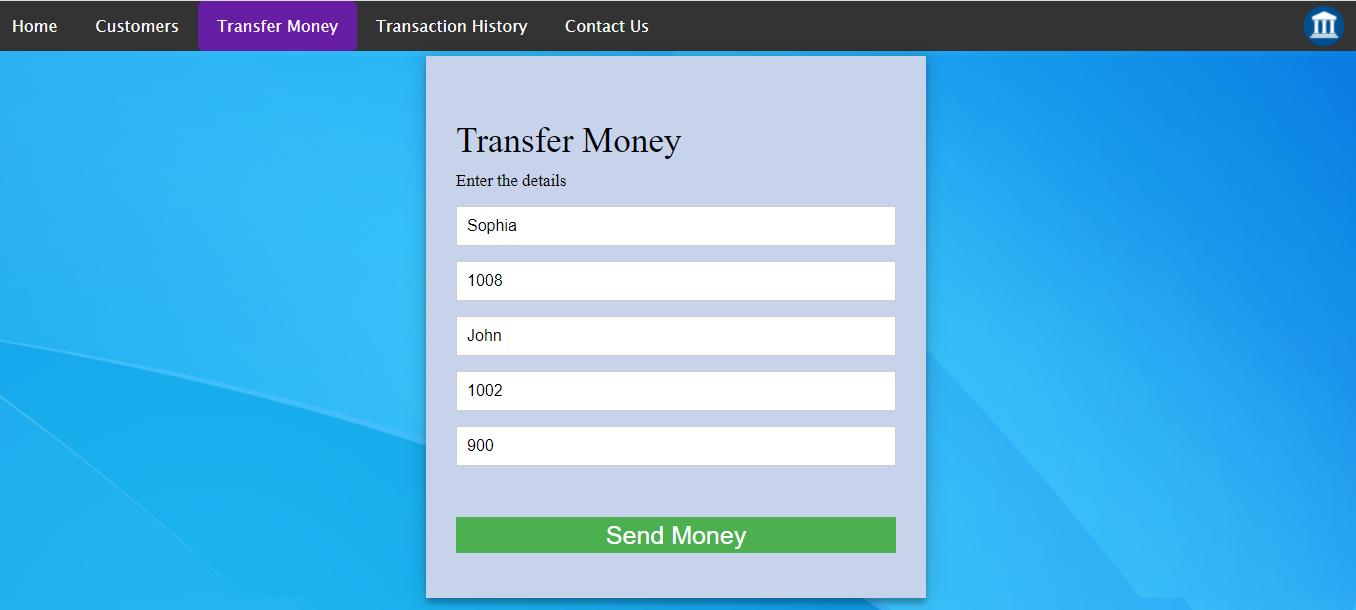 Home Customers Transfer Money Transaction History Contact Us
Transfer Money
Enter the details
Sophia
1008
John
1002
900
Send Money